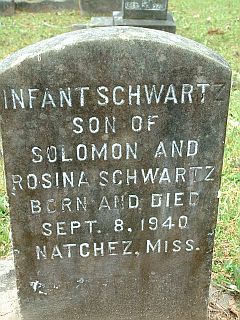 INFANT SCHWARTZ
SON OF
SOLOMON AND
ROSINA SCHWARTZ
BORN AND DIED
SEPT. 8, 1940
NATCHEZ, MISS.